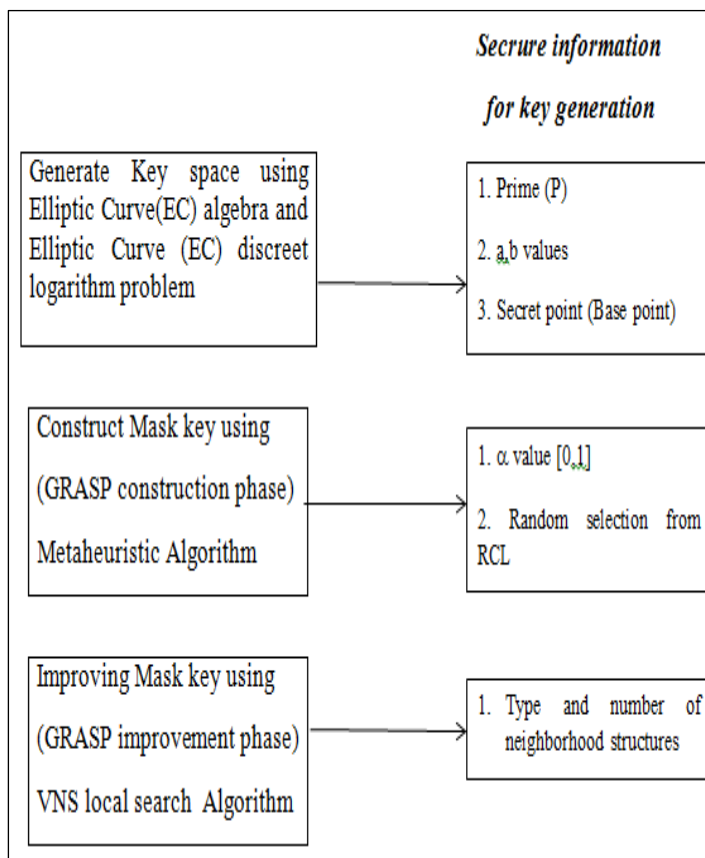 Secrure information
for key generation
Generate Key space using
Elliptic Curve(EC) algebra and
Elliptic Curve (EC) discreet
logarithm problem
1. Prime (P)
2. a,b values
3. Secret point (Base point)
Construct Mask key using
(GRASP construction phase)
Metaheuristic Algorithm
1. α value [0,1]
2. Random selection from
RCL
Improving Mask key using
(GRASP improvement phase)
VNS local search Algorithm
1. Type and number of
neighborhood structures